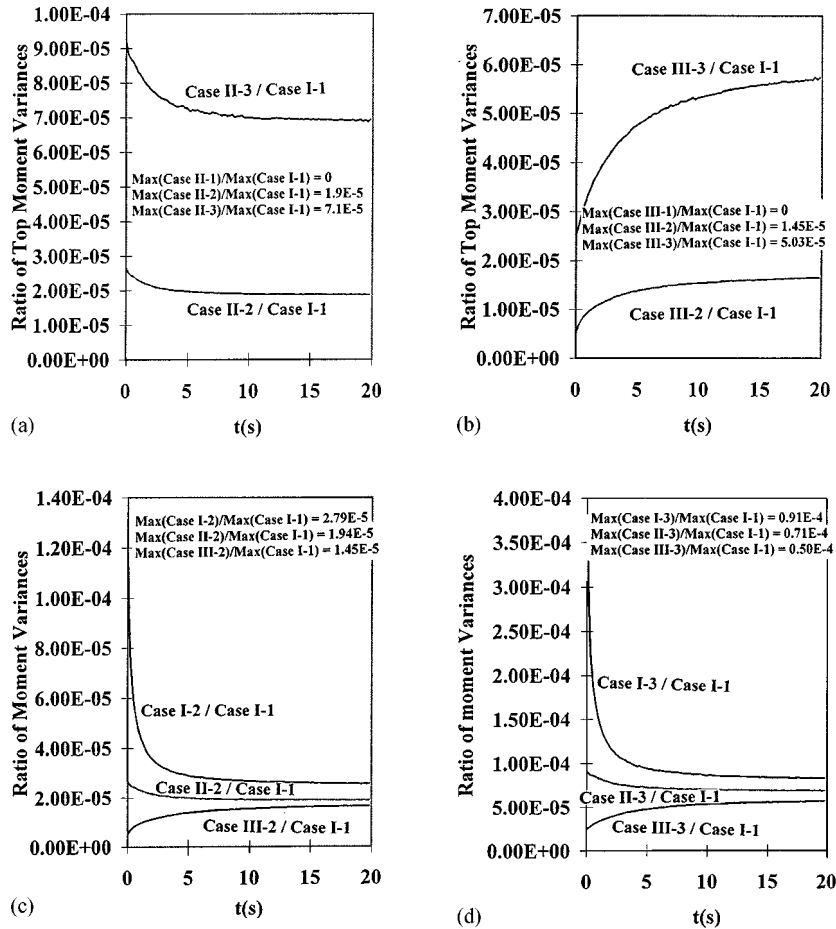 Ratio of Top Moment Variances
1.00E-04
9.00E-05
8.00E-05
7.00E-05
6.00E-05
5.00E-05
4.00E-05
3.00E-05
2.00E-05
1.00E-05
0.00E+00
Case II-3 / Case I-1
Max(Case II-1)/Max(Case I-1) = 0
Max(Case II-2)/Max(Case I-1) = 1.9E-5
Max(Case II-3)/Max(Case I-1) = 7.1E-5
Case II-2 / Case I-1
0 5 10 15 20
(a) t(s)
Ratio of Top Moment Variances
7.00E-05
6.00E-05
5.00E-05
4.00E-05
3.00E-05
2.00E-05
1.00E-05
0.00E+00
Case III-3 / Case I-1
Max(Case III-1)/Max(Case I-1) = 0
Max(Case III-2)/Max(Case I-1) = 1.45E-5
Max(Case III-3)/Max(Case I-1) = 5.03E-5
Case III-2 / Case I-1
0 5 10 15 20
(b) t(s)
Ratio of Moment Variances
1.40E-04
1.20E-04
1.00E-04
8.00E-05
6.00E-05
4.00E-05
2.00E-05
0.00E+00
Max(Case I-2)/Max(Case I-1) = 2.79E-5
Max(Case II-2)/Max(Case I-1) = 1.94E-5
Max(Case III-2)/Max(Case I-1) = 1.45E-5
Case I-2 / Case I-1
Case II-2 / Case I-1
Case III-2 / Case I-1
0 5 10 15 20
(c) t(s)
Ratio of moment Variances
4.00E-04
3.50E-04
3.00E-04
2.50E-04
2.00E-04
1.50E-04
1.00E-04
5.00E-05
0.00E+00
Max(Case I-3)/Max(Case I-1) = 0.91E-4
Max(Case II-3)/Max(Case I-1) = 0.71E-4
Max(Case III-3)/Max(Case I-1) = 0.50E-4
Case I-3 / Case I-1
Case II-3 / Case I-1
Case III-3 / Case I-1
0 5 10 15 20
(d) t(s)